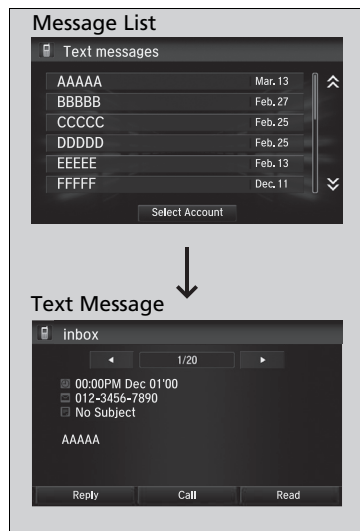 Message List
Text messages
AAAAA Mar. 13
BBBBB Feb. 27
CCCCC Feb. 25
DDDDD Feb. 25
EEEEE Feb. 13
FFFFF Dec. 11
Select Account
Text Message
inbox
1/20
00:00PM Dec 01'00
012-3456-7890
No Subject
AAAAA
Reply Call Read